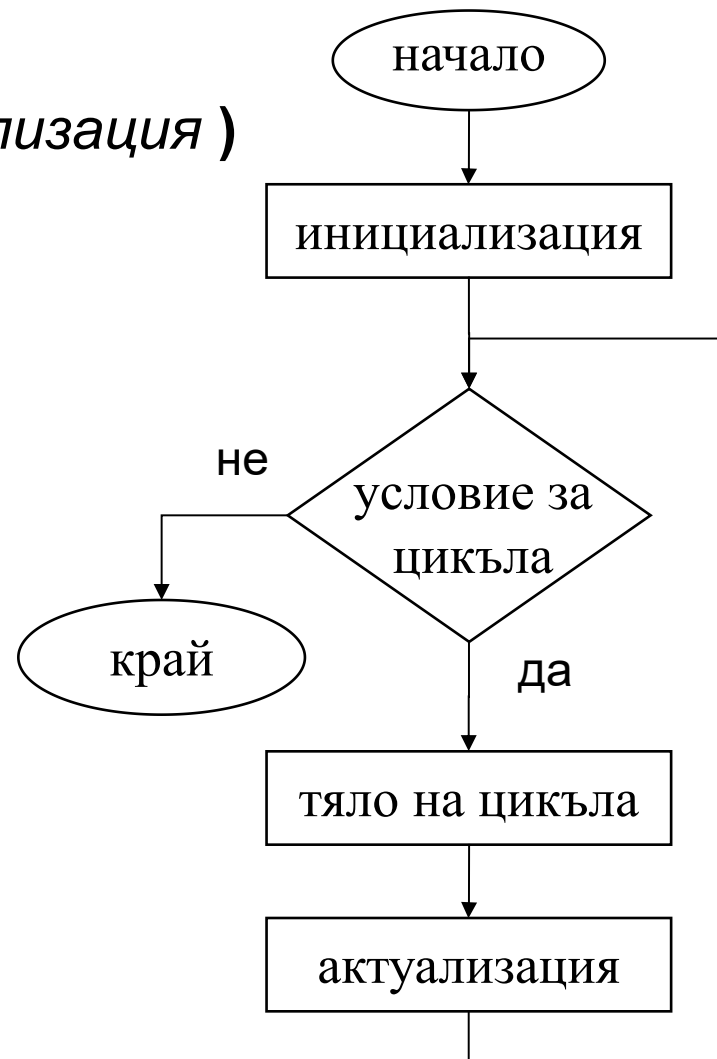 начало
лизация )
инициализация
не
условие за
цикъла
край
да
тяло на цикъла
актуализация